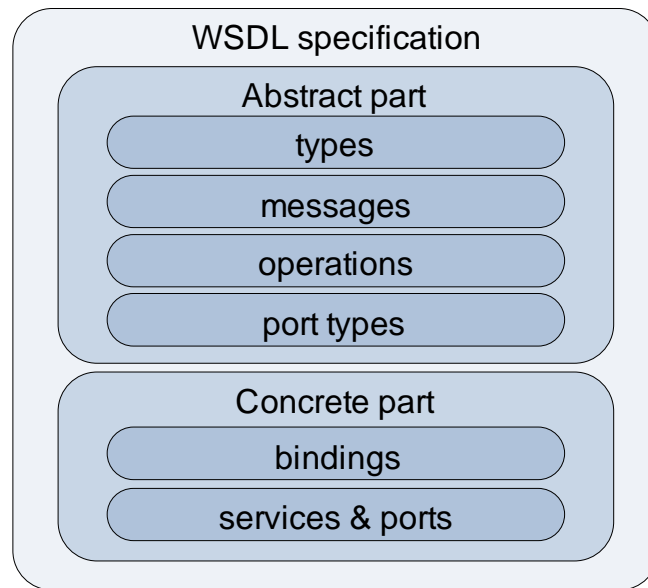 WSDL specification
Abstract part
types
messages
operations
port types
Concrete part
bindings
services & ports